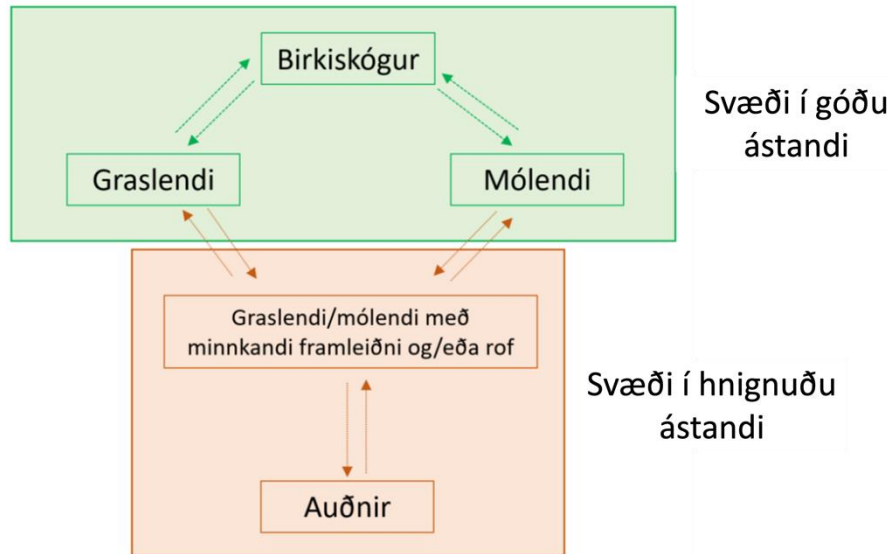 Birkiskógur
Svæði í góðu
ástandi
Graslendi
Mólendi
Graslendi/mólendi með
minnkandi framleiðni og/eða rof
Svæði í hnignuðu
ástandi
Auðnir